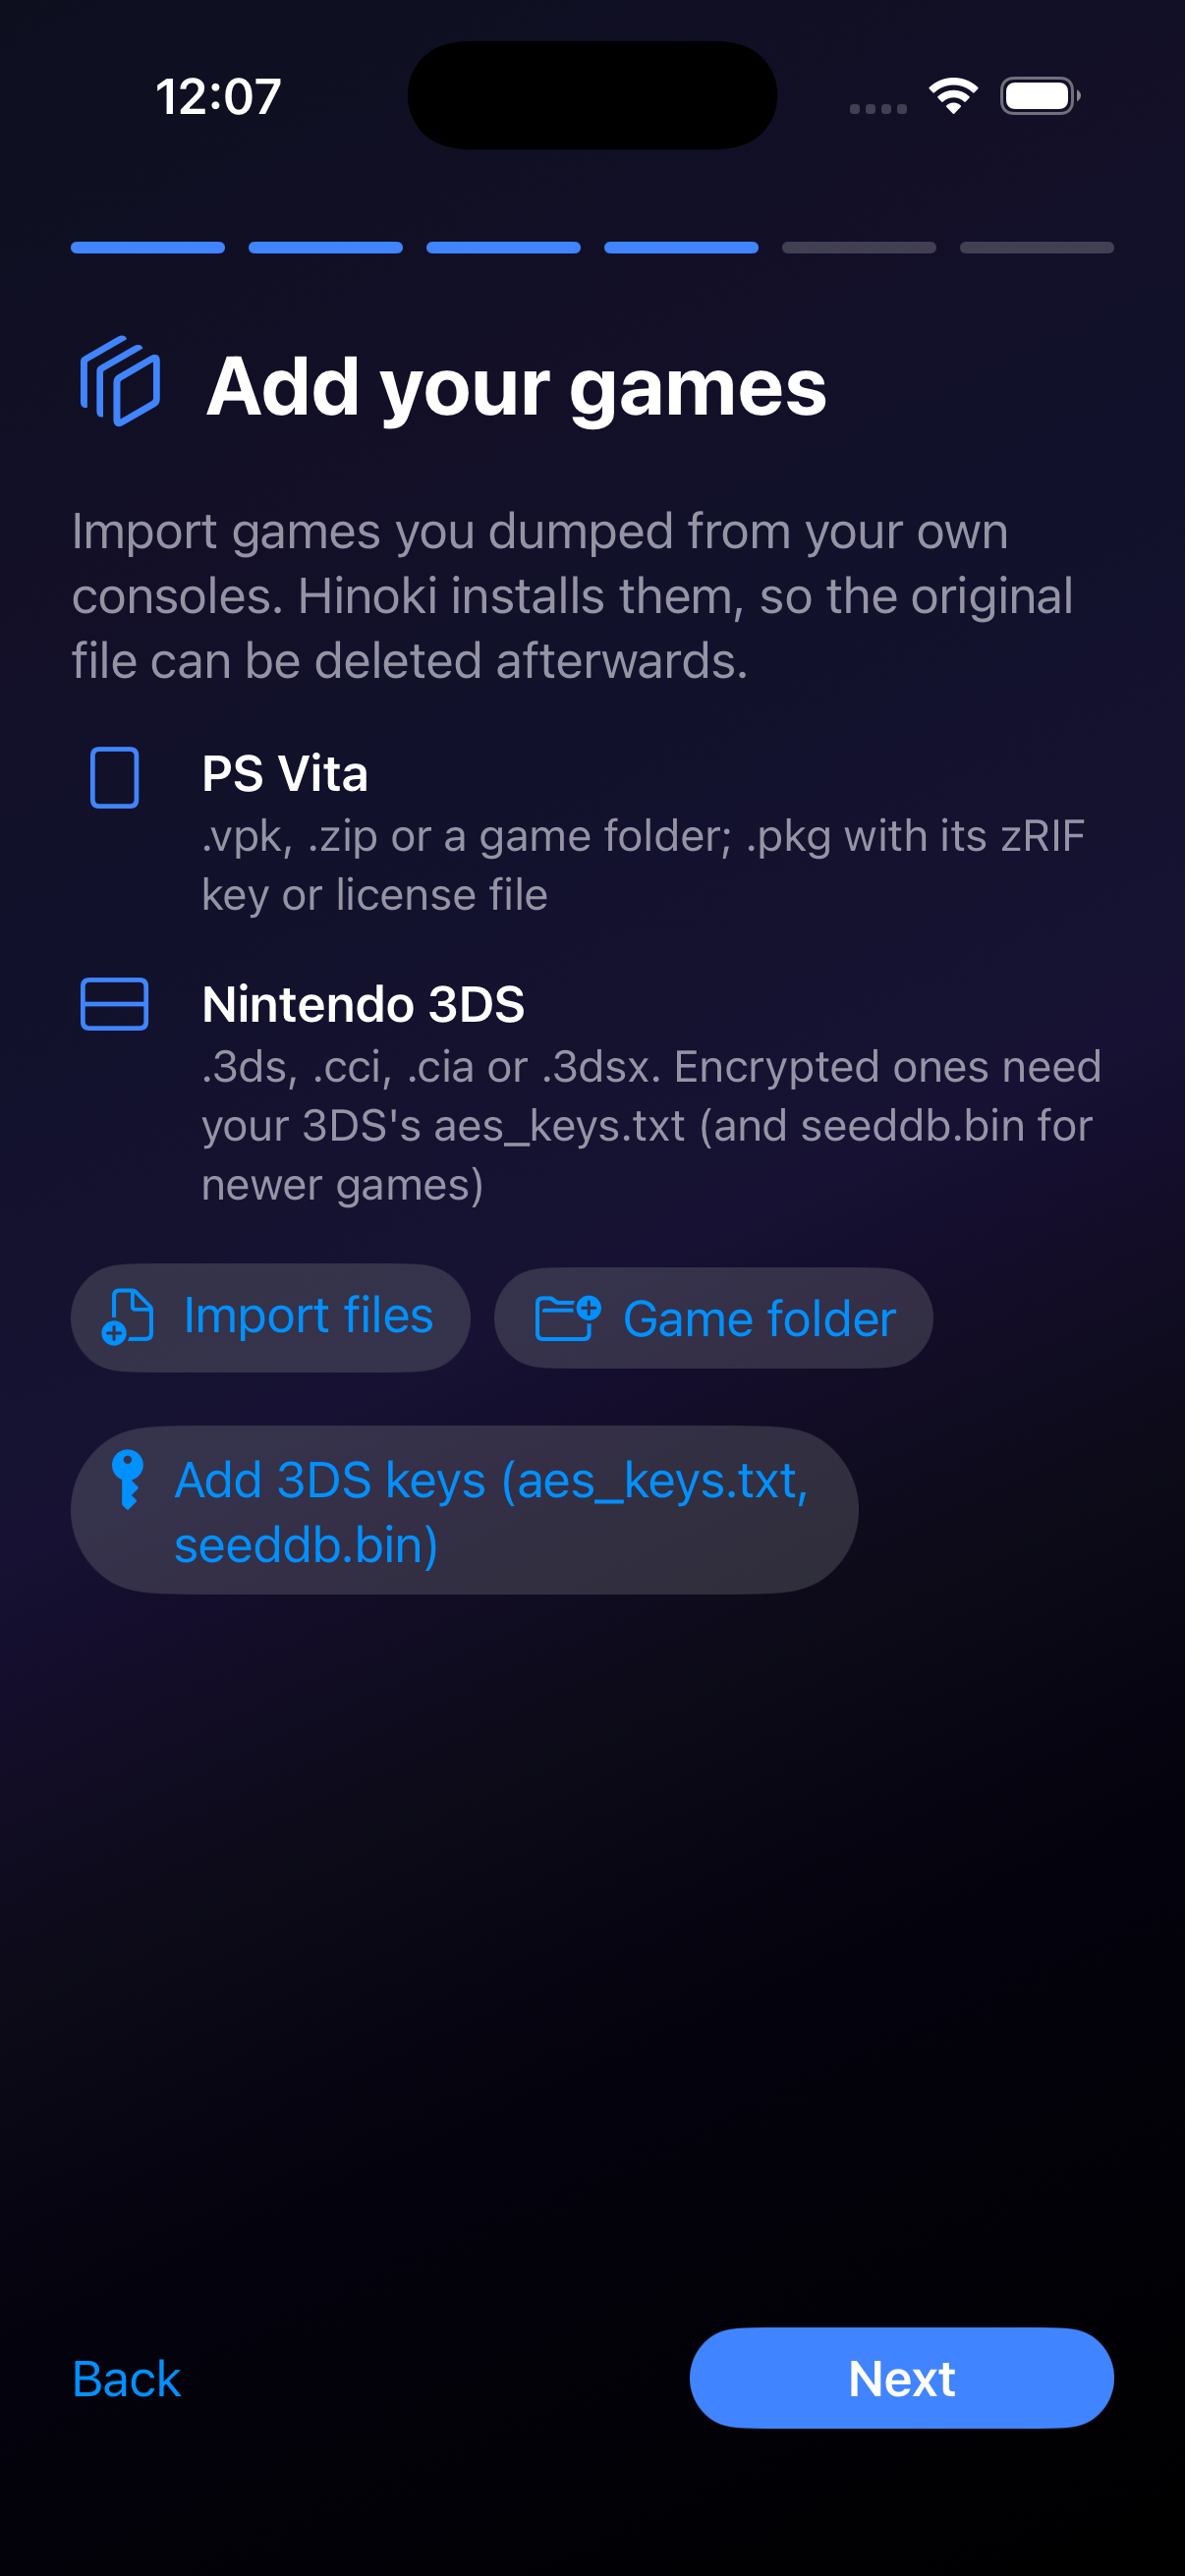 12:07
Add your games
Import games you dumped from your own
consoles. Hinoki installs them, so the original
file can be deleted afterwards.
PS Vita
.vpk, .zip or a game folder; .pkg with its zRIF
key or license file
Nintendo 3DS
.3ds, .cci, .cia or .3dsx. Encrypted ones need
your 3DS's aes_keys.txt (and seeddb.bin for
newer games)
Import files
Game folder
Add 3DS keys (aes_keys.txt,
seeddb.bin)
Back
Next